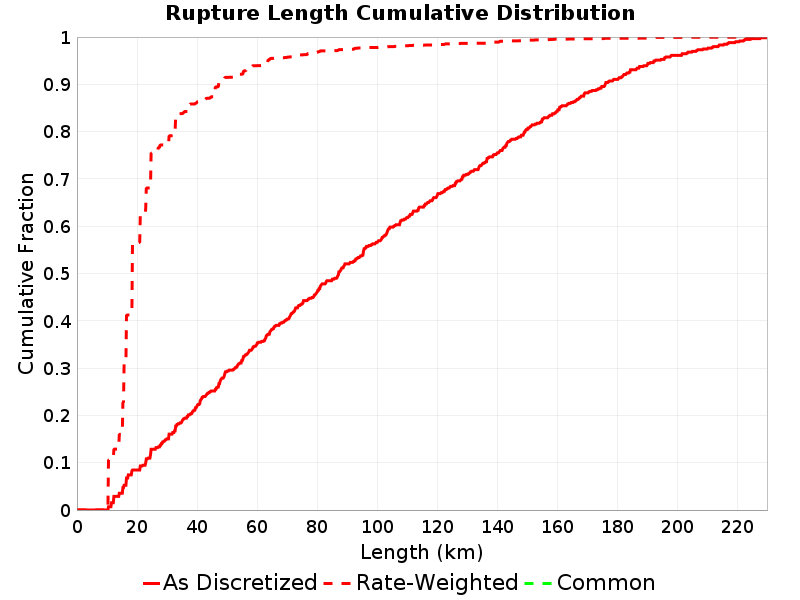 Rupture Length Cumulative Distribution
Cumulative Fraction
1
0.9
0.8
0.7
0.6
0.5
0.4
0.3
0.2
0.1
0
0 20 40 60 80 100 120 140 160 180 200 220
Length (km)
As Discretized Rate-Weighted Common